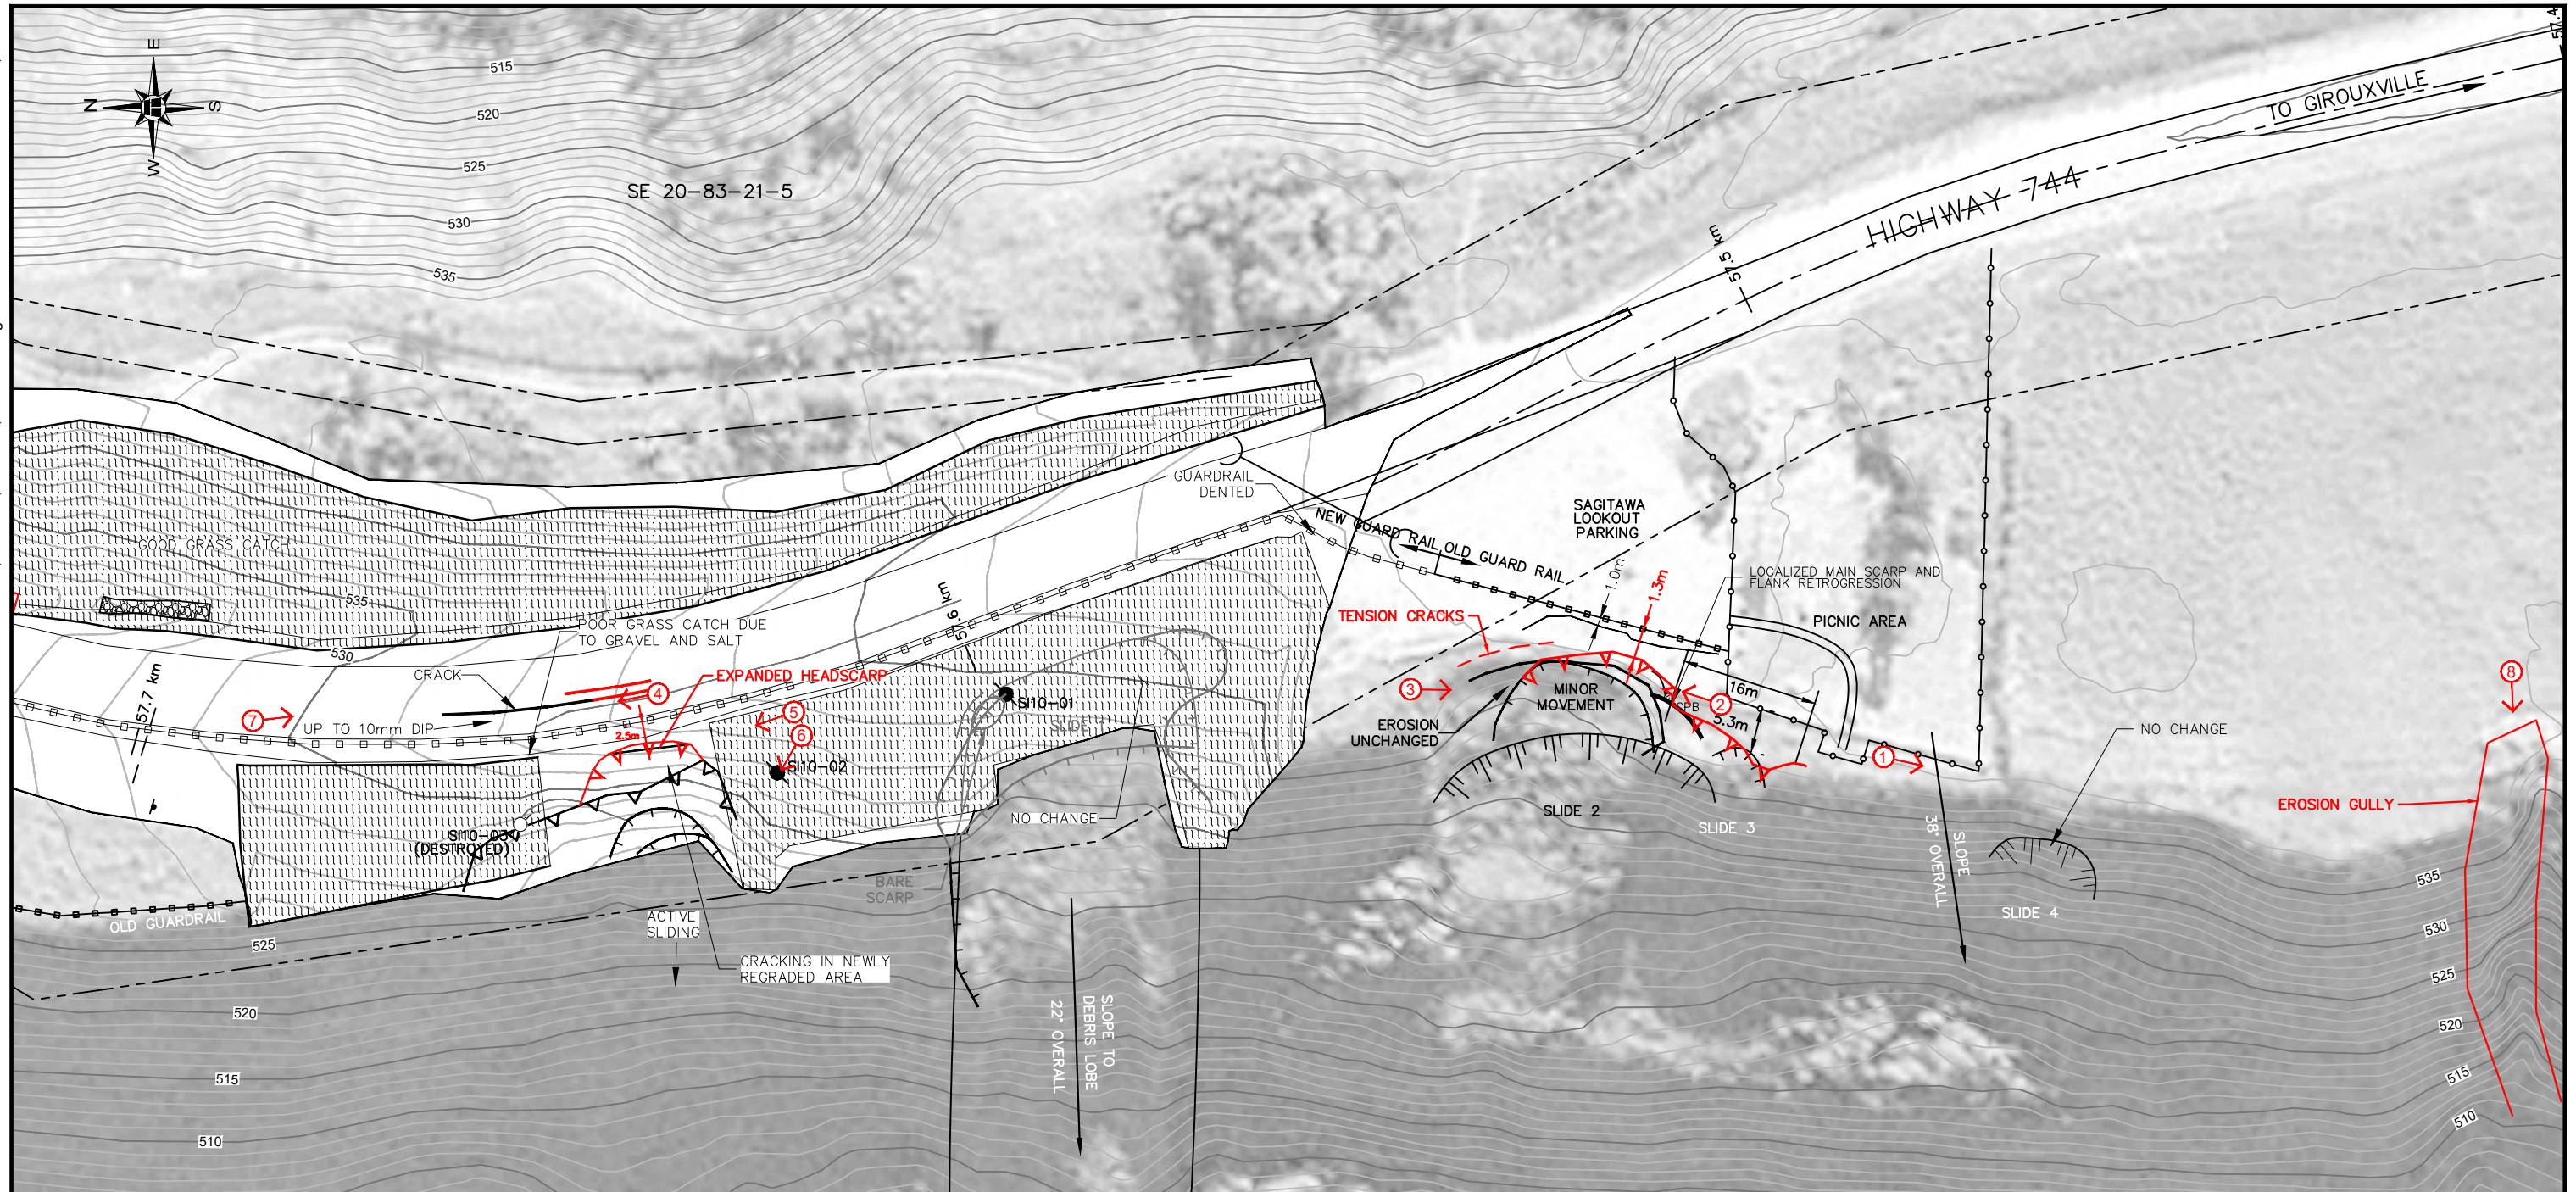 E
N
S
W
515
520
525
530
535
SE 20-83-21-5
TO GIROUXVILLE
57.4
HIGHWAY 744
57.5 km
GUARDRAIL
DENTED
NEW GUARD RAIL
OLD GUARD RAIL
SAGITAWA
LOOKOUT
PARKING
1.0m
1.3m
LOCALIZED MAIN SCARP AND
FLANK RETROGRESSION
TENSION CRACKS
PICNIC AREA
GOOD GRASS CATCH
535
530
POOR GRASS CATCH DUE
TO GRAVEL AND SALT
57.6 km
57.7 km
CRACK
EXPANDED HEADSCARP
4
7
UP TO 10mm DIP
2.5m
5
6
SI10-01
SI10-02
SLIDE 1
3
MINOR
MOVEMENT
EROSION
UNCHANGED
2
16m
5.3m
1
8
NO CHANGE
EROSION GULLY
SI10-03
(DESTROYED)
NO CHANGE
SLIDE 2
SLIDE 3
SLOPE
38° OVERALL
SLIDE 4
BARE
SCARP
OLD GUARDRAIL
ACTIVE
SLIDING
CRACKING IN NEWLY
REGRADED AREA
SLOPE TO
DEBRIS LOBE
22° OVERALL
525
520
515
510
535
530
525
520
515
510